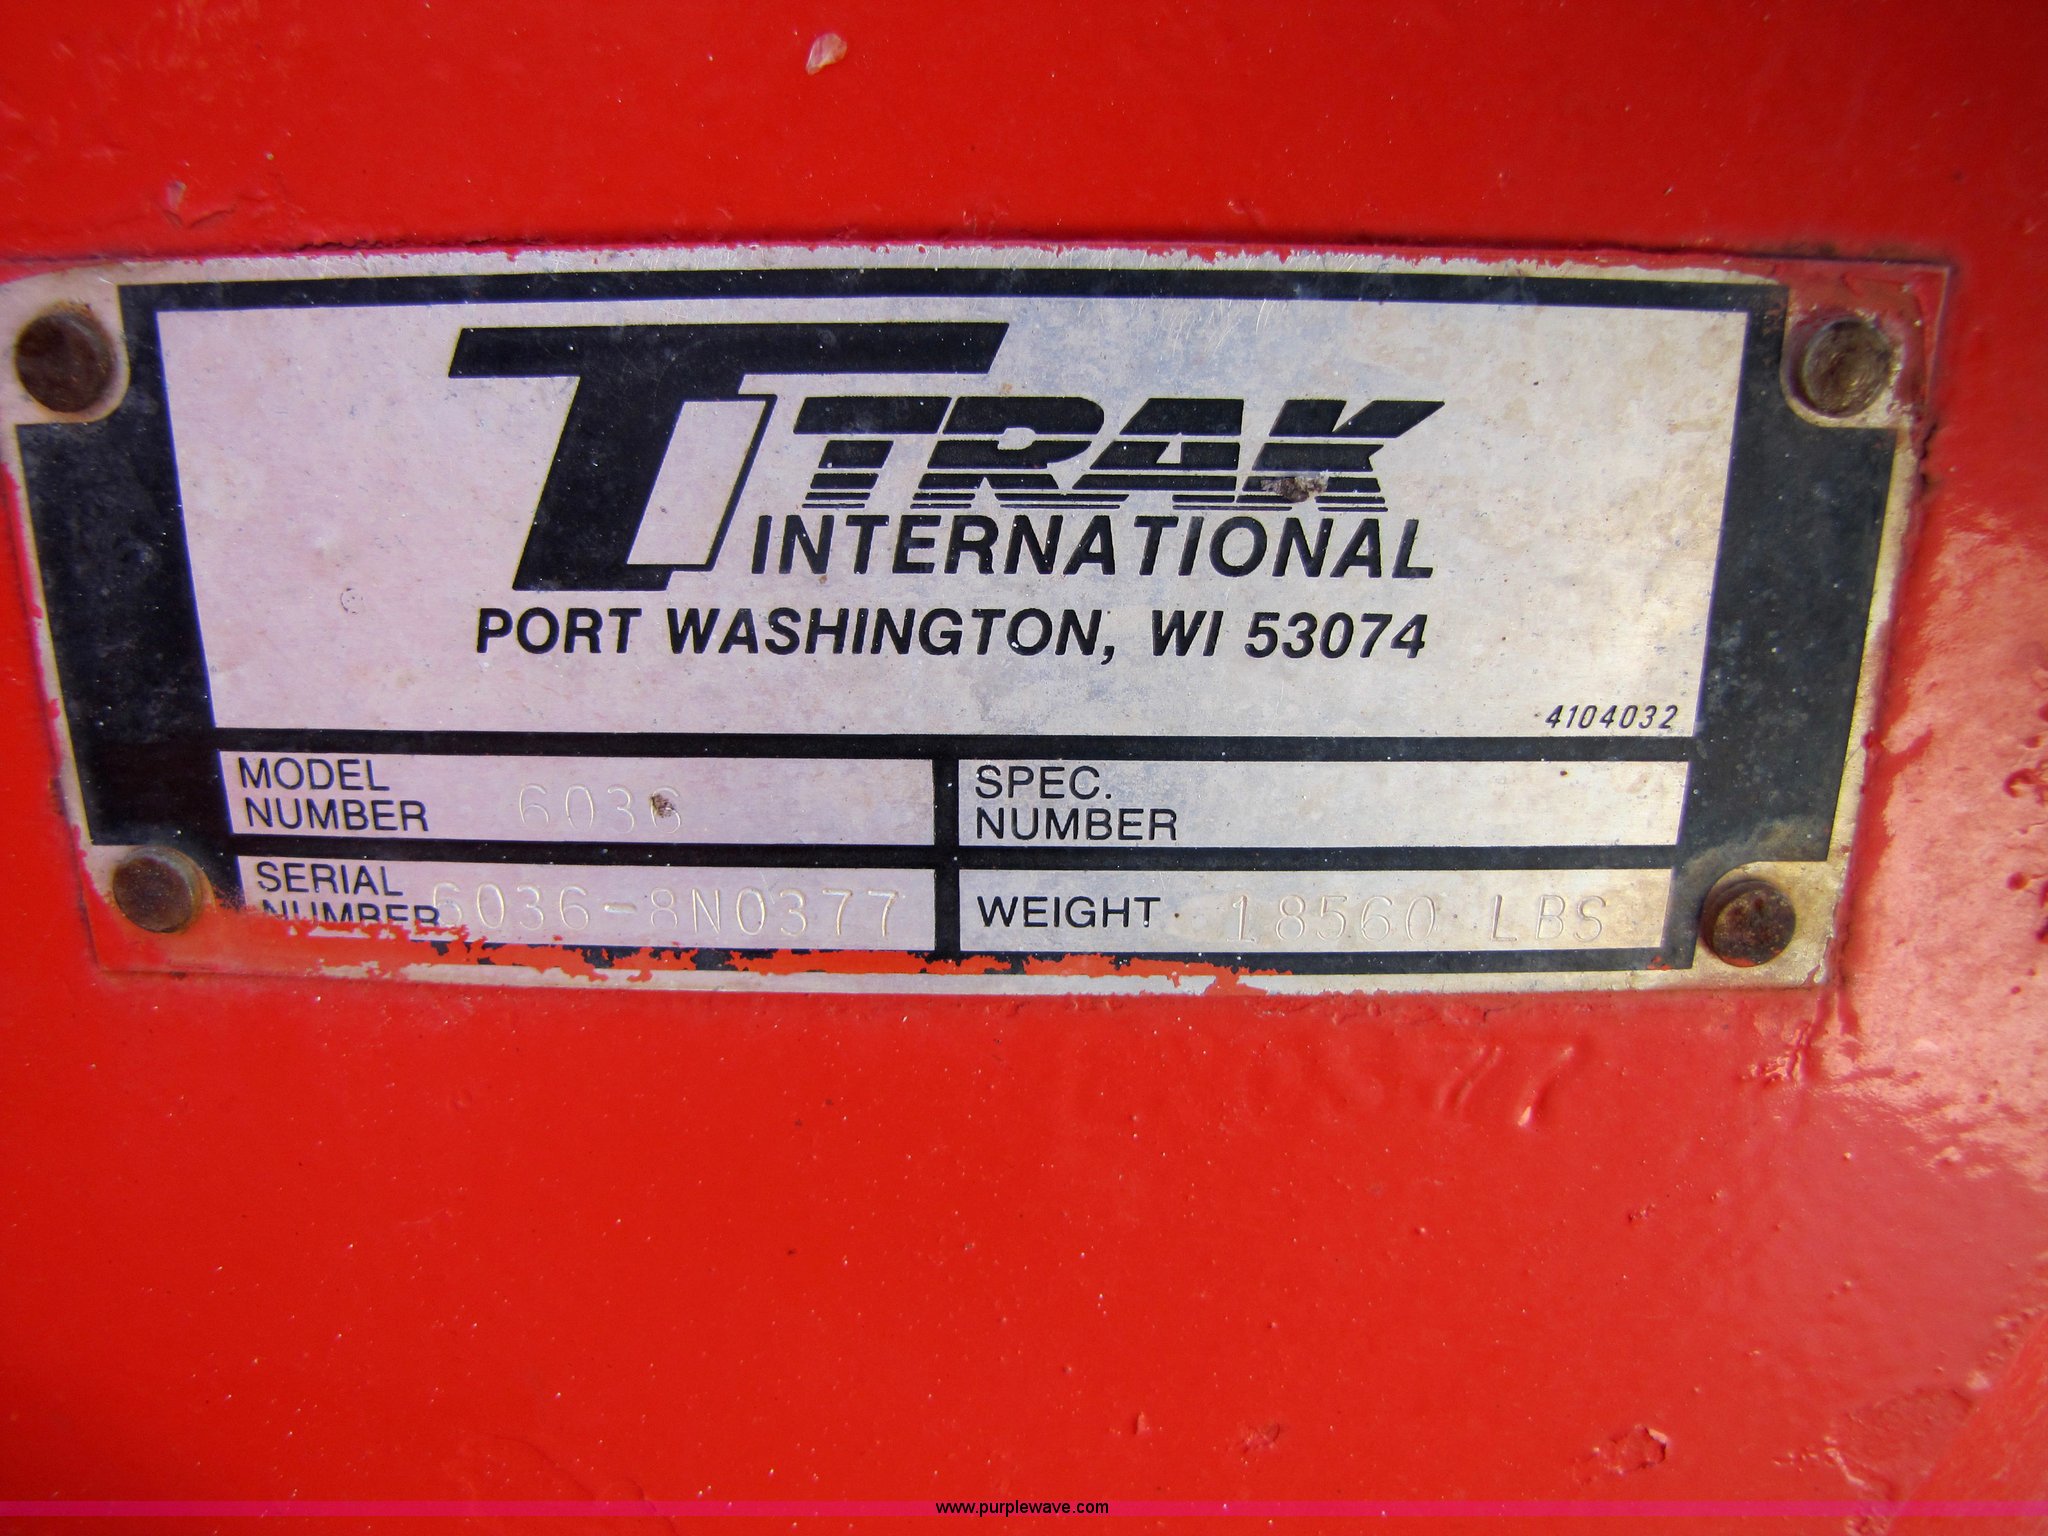 TRAK
INTERNATIONAL
PORT WASHINGTON, WI 53074
4104032
MODEL
NUMBER 6036
SPEC.
NUMBER
SERIAL
NUMBER 6036-8N0377
WEIGHT 18560 LBS
www.purplewave.com